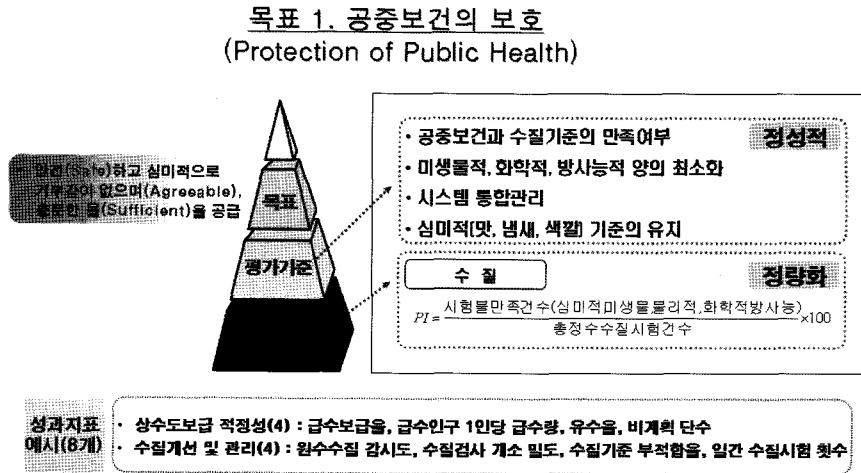 목표 1. 공중보건의 보호
(Protection of Public Health)
안전(Safe)하고 심미적으로
거부감이 없으며(Agreeable),
충분한 물(Sufficient)을 공급
목표
평가기준
• 공중보건과 수질기준의 만족여부
정성적
• 미생물적, 화학적, 방사능적 양의 최소화
• 시스템 통합관리
• 심미적[맛, 냄새, 색깔] 기준의 유지
수 질
정량화
PI = 시험불만족건수(심미적미생물물리적,화학적방사능) / 총정수수질시험건수 ×100
성과지표
예시(8개)
· 상수도보급 적정성(4) : 급수보급율, 급수인구 1인당 급수량, 유수율, 비계획 단수
· 수질개선 및 관리(4) : 원수수질 감시도, 수질검사 개소 밀도, 수질기준 부적합율, 일간 수질시험 횟수